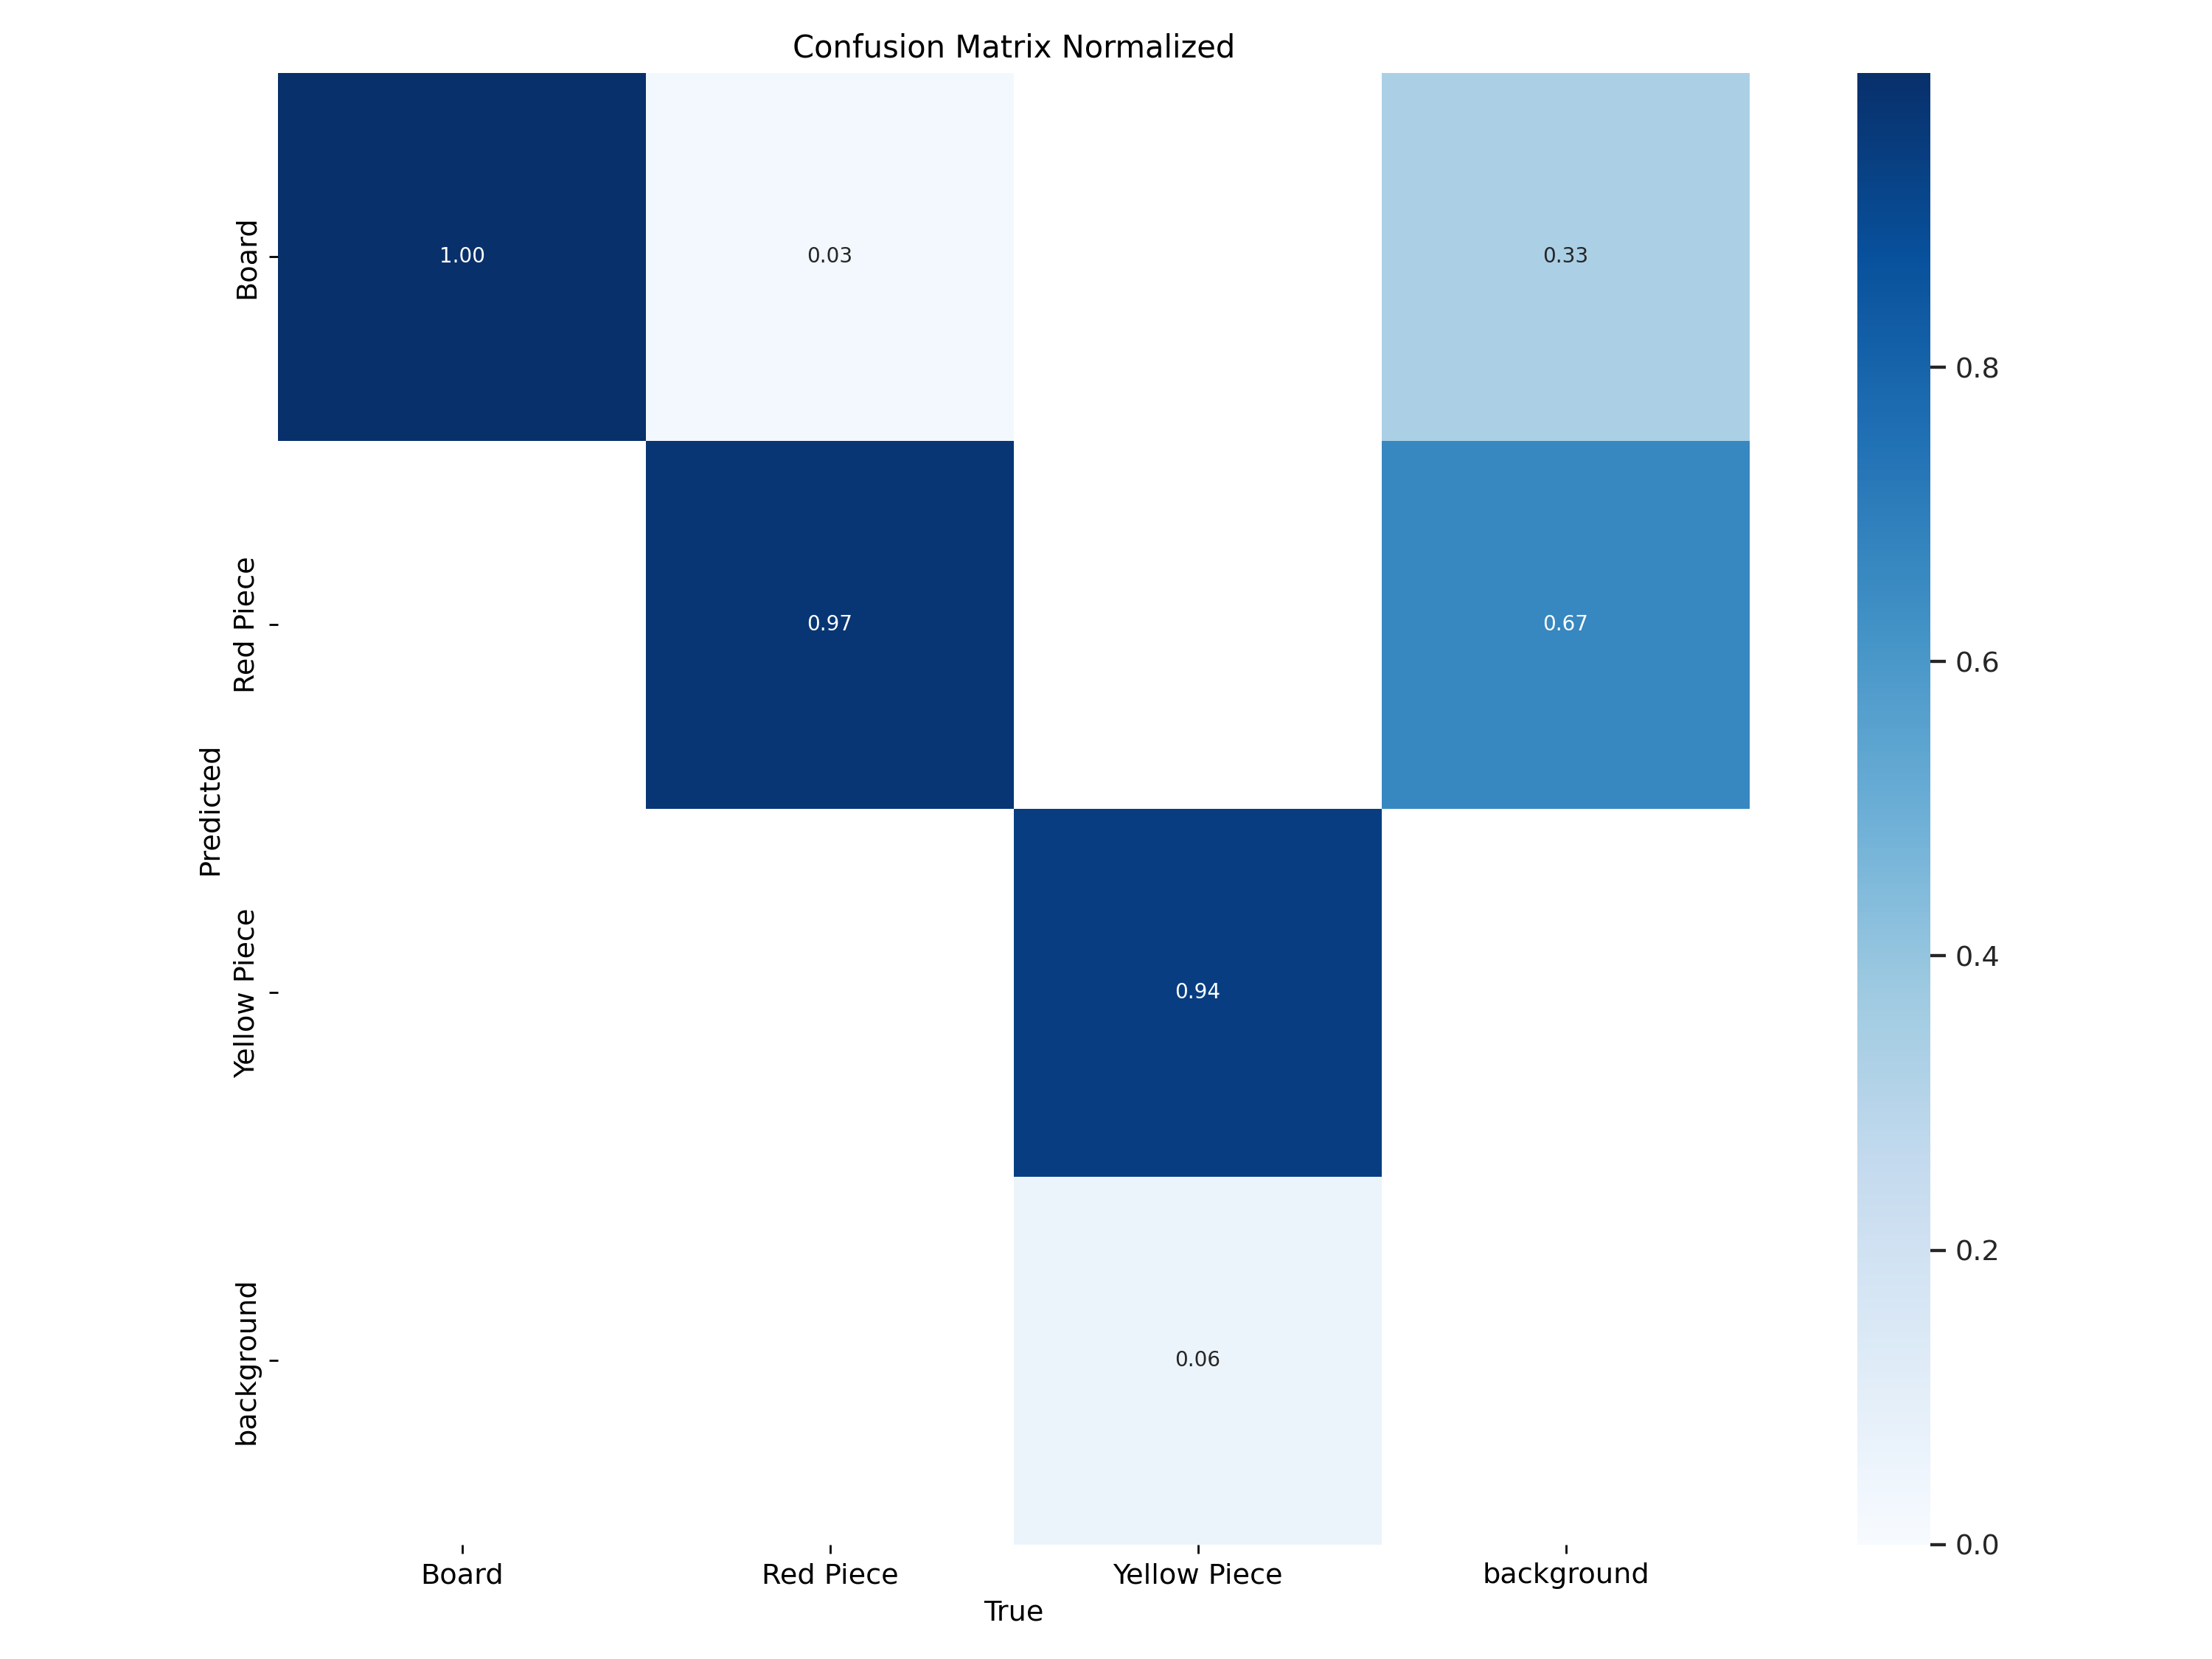 Confusion Matrix Normalized
Board
1.00
0.03
0.33
Red Piece
0.97
0.67
Yellow Piece
0.94
background
0.06
Predicted
Board
Red Piece
Yellow Piece
background
True
0.8
0.6
0.4
0.2
0.0